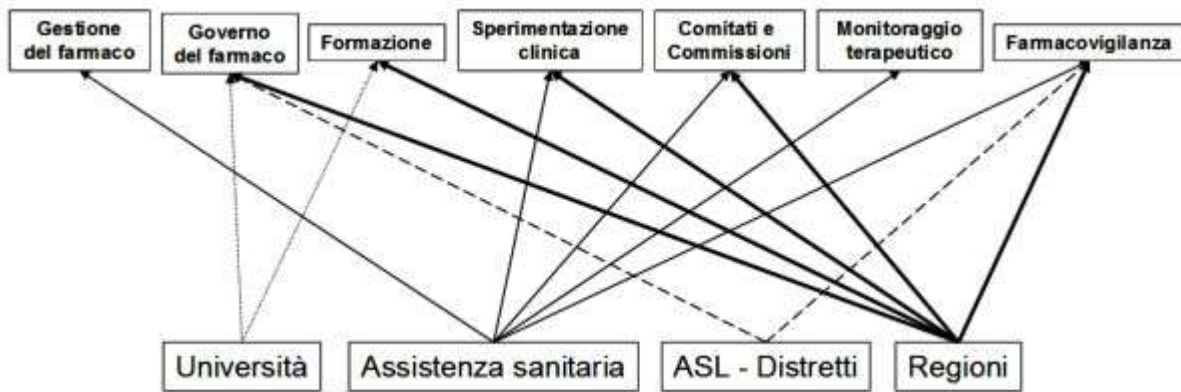 Gestione
del farmaco
Governo
del farmaco
Formazione
Sperimentazione
clinica
Comitati e
Commissioni
Monitoraggio
terapeutico
Farmacovigilanza
Università
Assistenza sanitaria
ASL - Distretti
Regioni